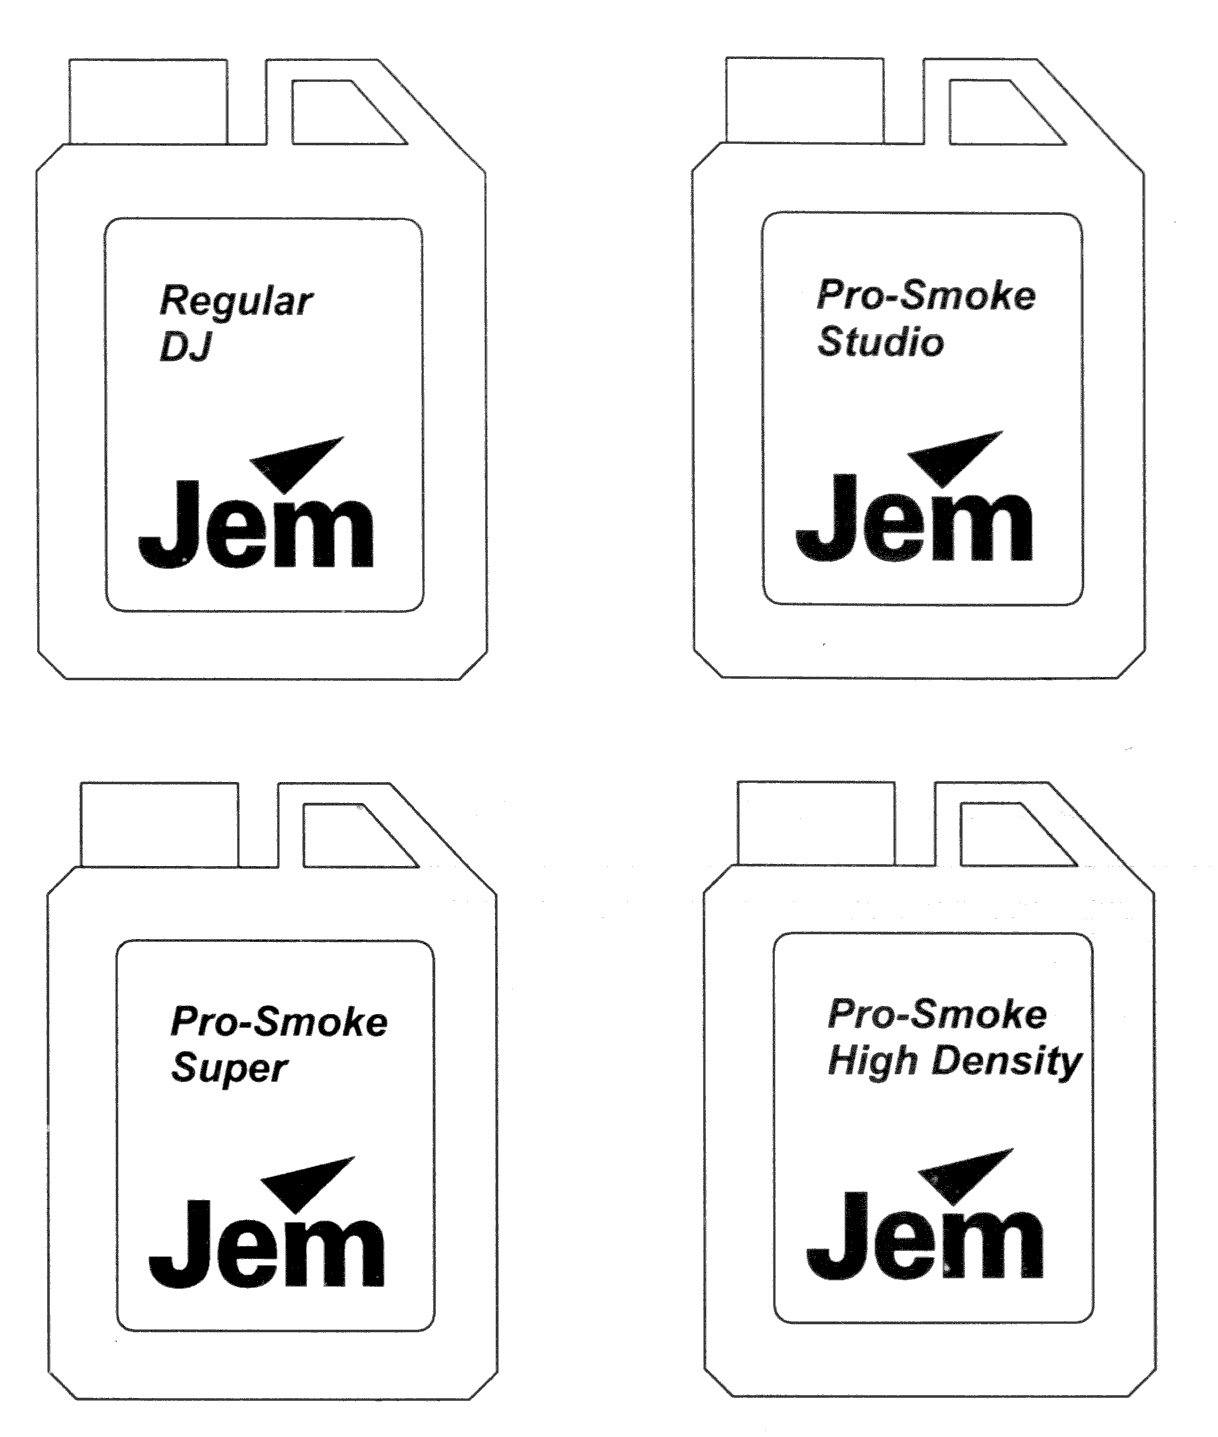 Regular
DJ
Jem
Pro-Smoke
Studio
Jem
Pro-Smoke
Super
Jem
Pro-Smoke
High Density
Jem